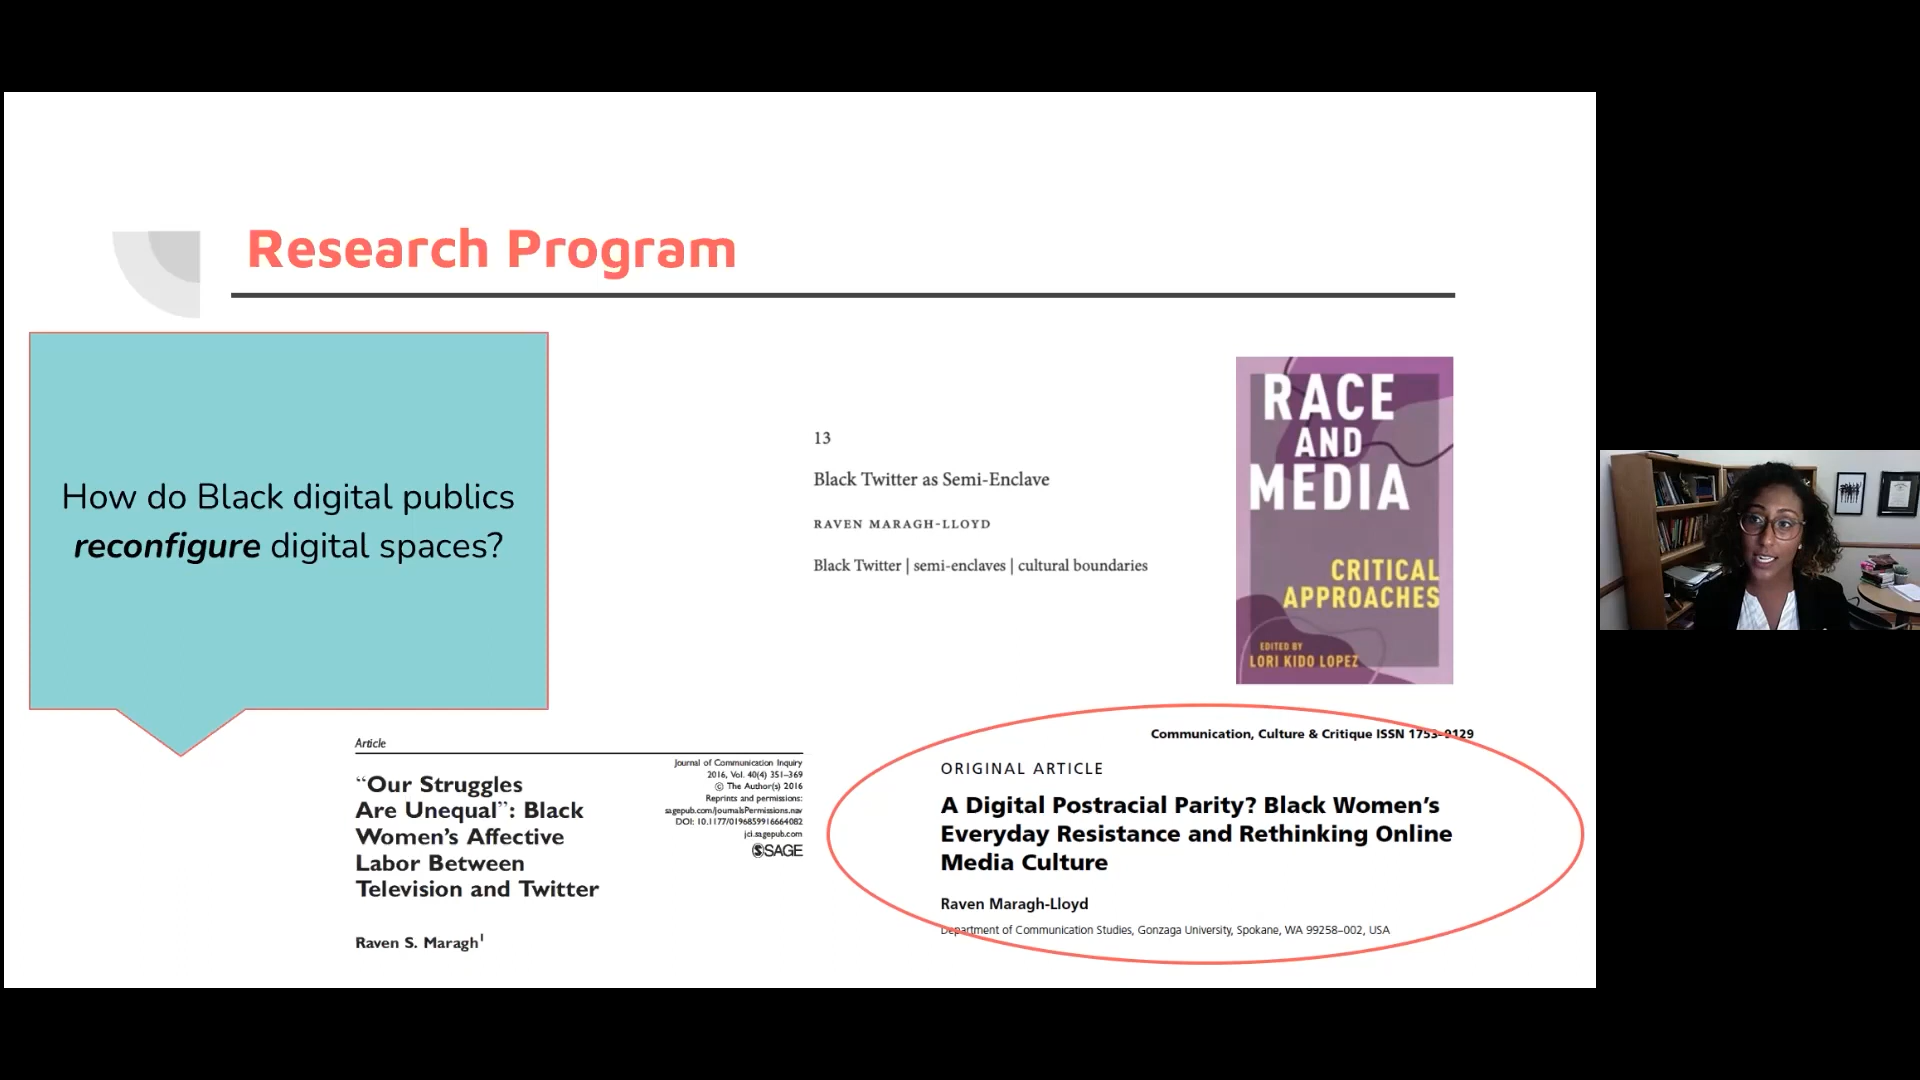 Research Program
How do Black digital publics
reconfigure digital spaces?
13
Black Twitter as Semi-Enclave
RAVEN MARAGH-LLOYD
Black Twitter | semi-enclaves | cultural boundaries
RACE
AND
MEDIA
CRITICAL
APPROACHES
EDITED BY
LORI KIDO LOPEZ
Article
"Our Struggles
Are Unequal": Black
Women's Affective
Labor Between
Television and Twitter
Raven S. Maragh¹
Journal of Communication Inquiry
2016, Vol. 40(4) 351–369
© The Author(s) 2016
Reprints and permissions:
sagepub.com/journalsPermissions.nav
DOI: 10.1177/0196859916664082
jci.sagepub.com
SAGE
Communication, Culture & Critique ISSN 1753–9129
ORIGINAL ARTICLE
A Digital Postracial Parity? Black Women's
Everyday Resistance and Rethinking Online
Media Culture
Raven Maragh-Lloyd
Department of Communication Studies, Gonzaga University, Spokane, WA 99258–002, USA